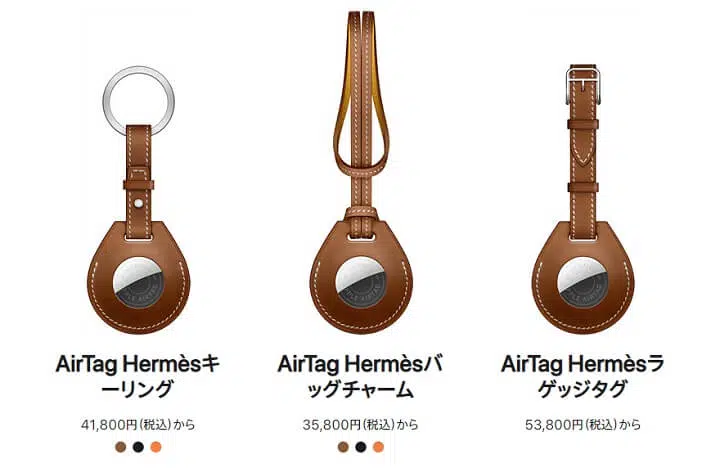 AirTag Hermèsキ
ーリング
41,800円(税込)から
AirTag Hermèsバ
ッグチャーム
35,800円(税込)から
AirTag Hermèsラ
ゲッジタグ
53,800円(税込)から